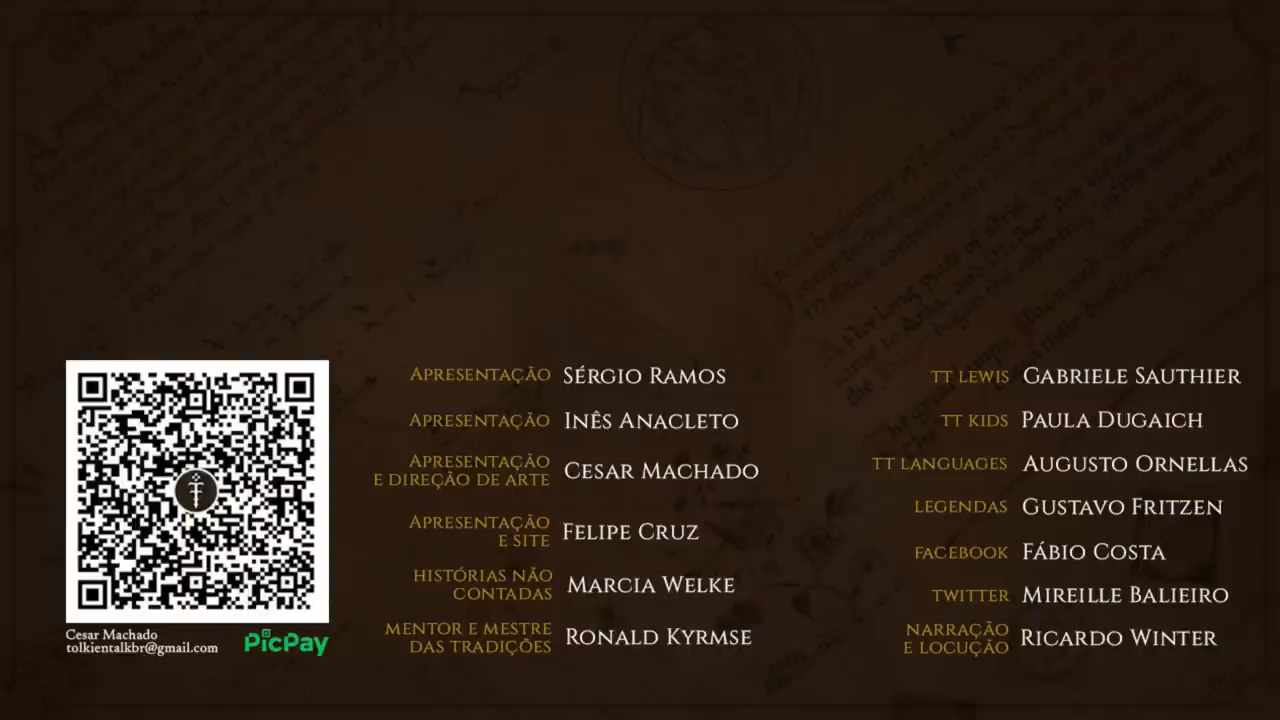 APRESENTAÇÃO SÉRGIO RAMOS
APRESENTAÇÃO INÊS ANACLETO
APRESENTAÇÃO
E DIREÇÃO DE ARTE CESAR MACHADO
APRESENTAÇÃO
E SITE FELIPE CRUZ
HISTÓRIAS NÃO
CONTADAS MARCIA WELKE
MENTOR E MESTRE
DAS TRADIÇÕES RONALD KYRMSE
TT LEWIS GABRIELE SAUTHIER
TT KIDS PAULA DUGAICH
TT LANGUAGES AUGUSTO ORNELLAS
LEGENDAS GUSTAVO FRITZEN
FACEBOOK FÁBIO COSTA
TWITTER MIREILLE BALIEIRO
NARRAÇÃO
E LOCUÇÃO RICARDO WINTER
Cesar Machado
tolkientalkbr@gmail.com
PicPay